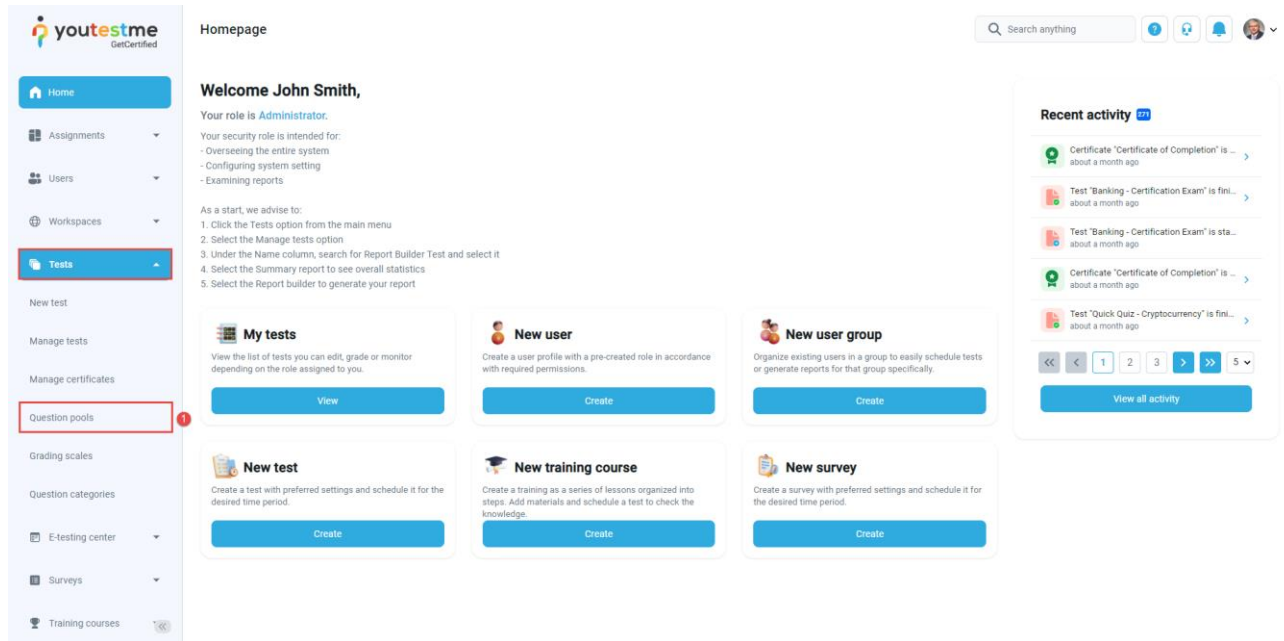 youtestme
GetCertified
Homepage
Search anything
?
Home
Assignments
Users
Workspaces
Tests
New test
Manage tests
Manage certificates
Question pools
1
Grading scales
Question categories
E-testing center
Surveys
Training courses
Welcome John Smith,
Your role is Administrator.
Your security role is intended for:
- Overseeing the entire system
- Configuring system setting
- Examining reports
As a start, we advise to:
1. Click the Tests option from the main menu
2. Select the Manage tests option
3. Under the Name column, search for Report Builder Test and select it
4. Select the Summary report to see overall statistics
5. Select the Report builder to generate your report
My tests
View the list of tests you can edit, grade or monitor
depending on the role assigned to you.
View
New user
Create a user profile with a pre-created role in accordance
with required permissions.
Create
New user group
Organize existing users in a group to easily schedule tests
or generate reports for that group specifically.
Create
New test
Create a test with preferred settings and schedule it for the
desired time period.
Create
New training course
Create a training as a series of lessons organized into
steps. Add materials and schedule a test to check the
knowledge.
Create
New survey
Create a survey with preferred settings and schedule it for
the desired time period.
Create
Recent activity 271
Certificate "Certificate of Completion" is ...
about a month ago
Test "Banking - Certification Exam" is fini...
about a month ago
Test "Banking - Certification Exam" is sta...
about a month ago
Certificate "Certificate of Completion" is ...
about a month ago
Test "Quick Quiz - Cryptocurrency" is fini...
about a month ago
1 2 3 5
View all activity